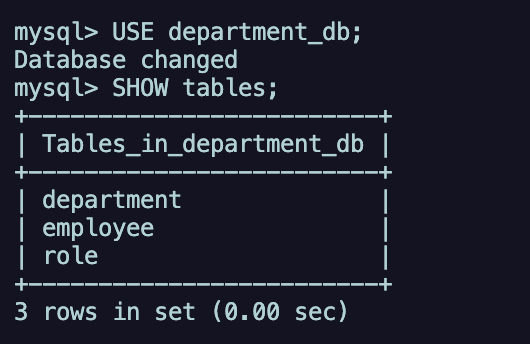 mysql> USE department_db;
Database changed
mysql> SHOW tables;
+-------------------------+
| Tables_in_department_db |
+-------------------------+
| department              |
| employee                |
| role                    |
+-------------------------+
3 rows in set (0.00 sec)